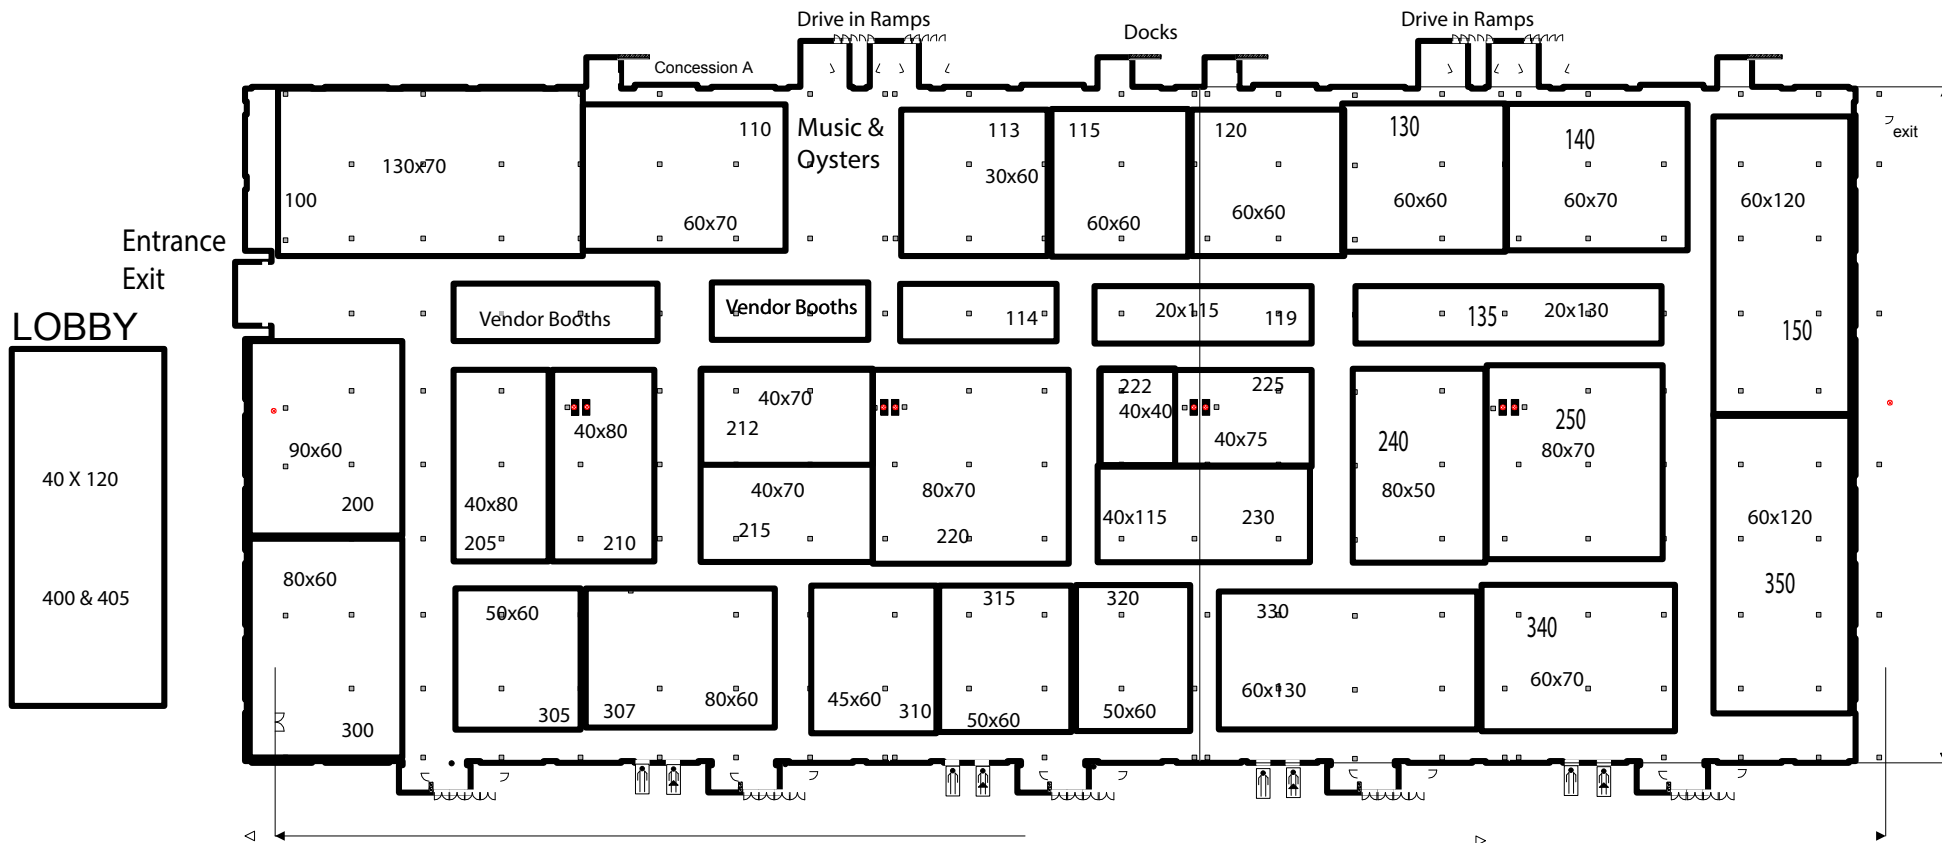 Drive in Ramps
Docks
Drive in Ramps
Concession A
110
Music &
Oysters
113
115
120
130
140
exit
130x70
30x60
100
60x70
60x60
60x60
60x60
60x70
60x120
Entrance
Exit
LOBBY
Vendor Booths
Vendor Booths
114
20x115
119
135
20x130
150
40x70
222
225
40x40
212
40x80
40x75
240
250
90x60
80x70
40 X 120
200
40x80
205
210
40x70
215
80x70
220
40x115
230
80x50
60x120
350
80x60
400 & 405
50x60
315
320
330
340
300
305
307
80x60
45x60
310
50x60
50x60
60x130
60x70